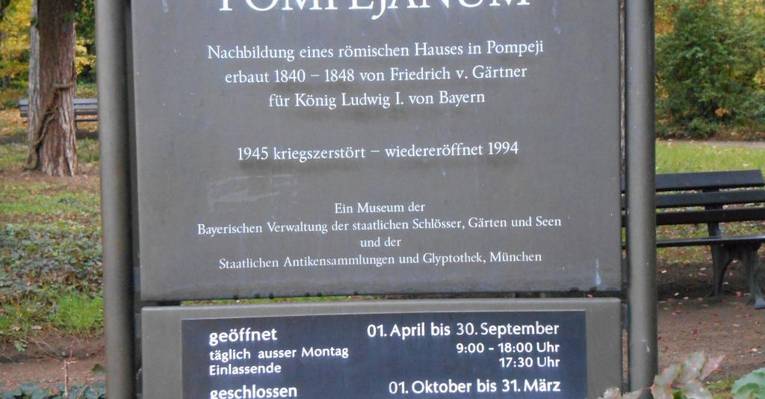 POMPEJANUM
Nachbildung eines römischen Hauses in Pompeji
erbaut 1840 – 1848 von Friedrich v. Gärtner
für König Ludwig I. von Bayern
1945 kriegszerstört – wiedereröffnet 1994
Ein Museum der
Bayerischen Verwaltung der staatlichen Schlösser, Gärten und Seen
und der
Staatlichen Antikensammlungen und Glyptothek, München
geöffnet 01. April bis 30. September
täglich ausser Montag 9:00 - 18:00 Uhr
Einlassende 17:30 Uhr
geschlossen 01. Oktober bis 31. März